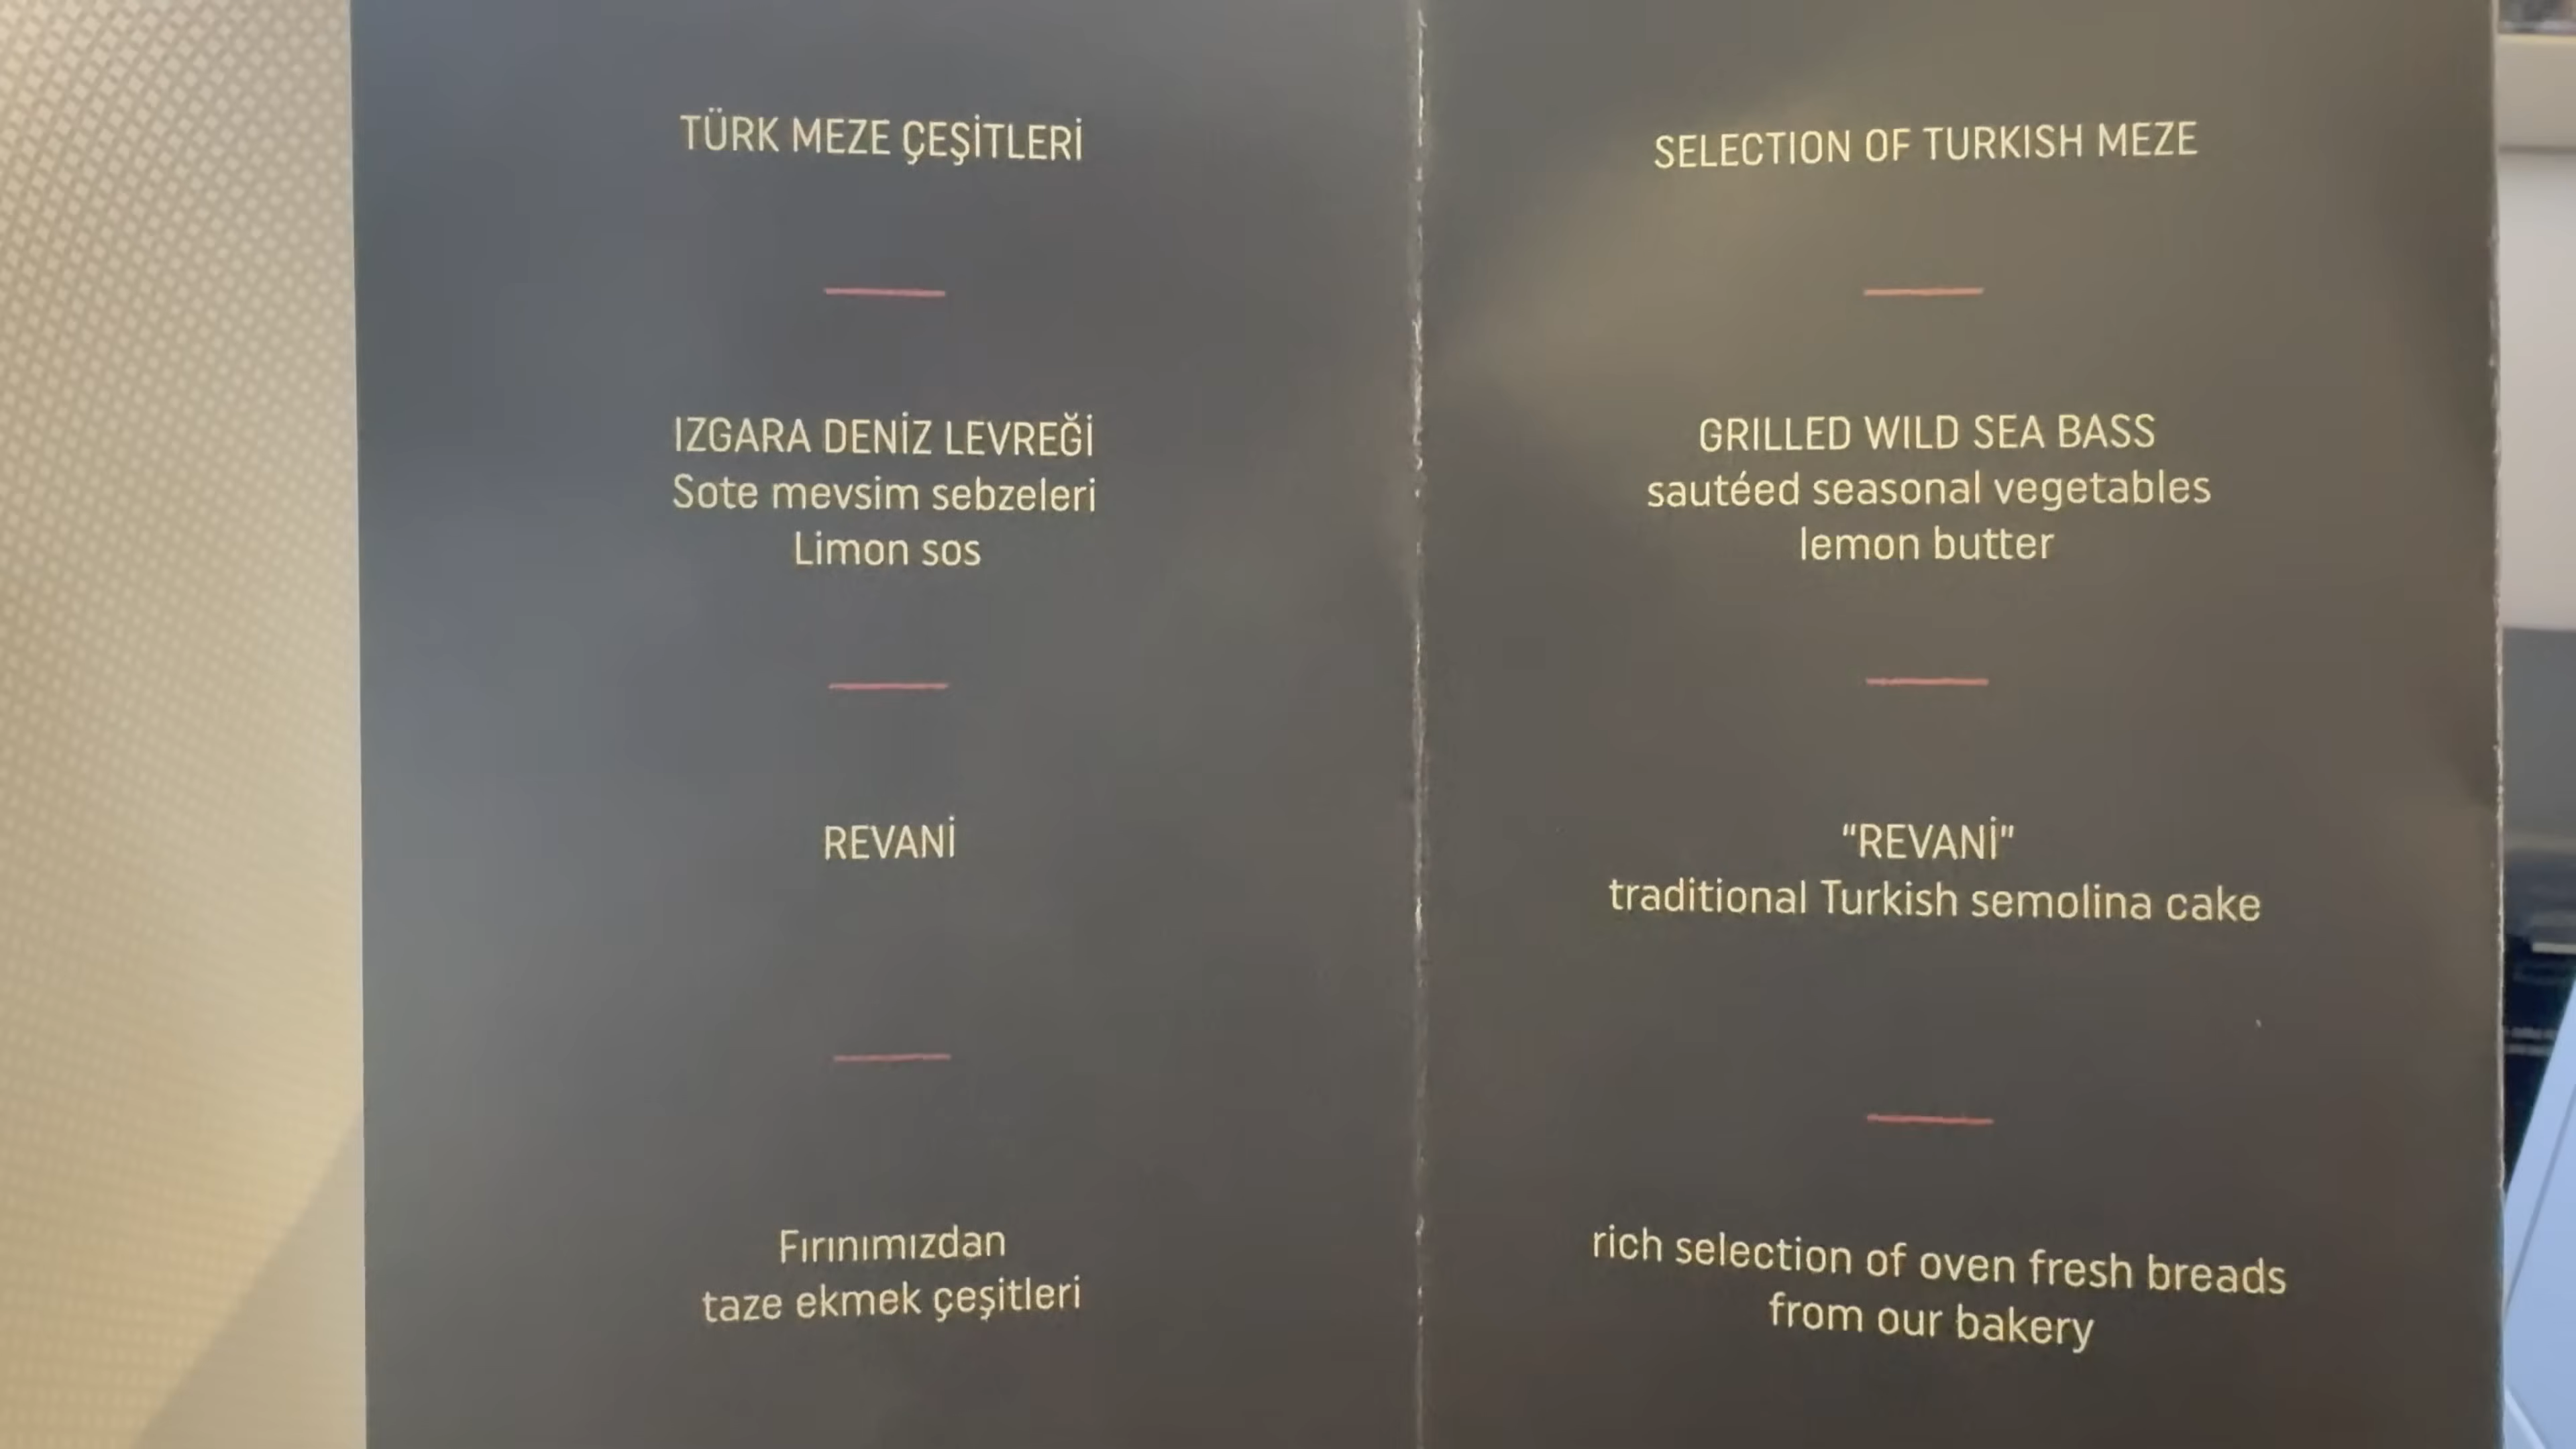 TÜRK MEZE ÇEŞİTLERİ
IZGARA DENİZ LEVREĞİ
Sote mevsim sebzeleri
Limon sos
REVANİ
Fırınımızdan
taze ekmek çeşitleri
SELECTION OF TURKISH MEZE
GRILLED WILD SEA BASS
sautéed seasonal vegetables
lemon butter
"REVANİ"
traditional Turkish semolina cake
rich selection of oven fresh breads
from our bakery